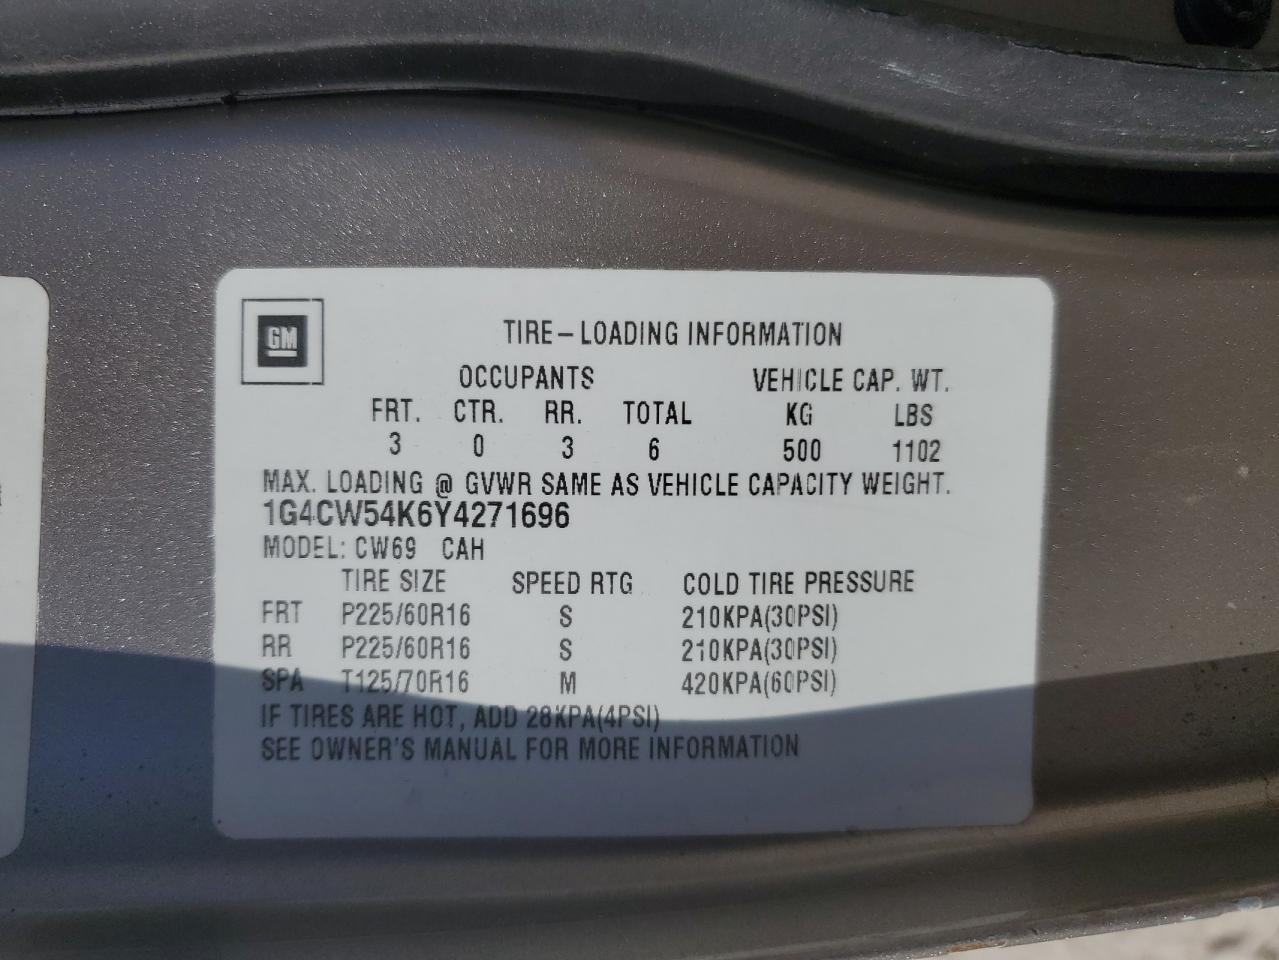 GM
TIRE-LOADING INFORMATION
OCCUPANTS VEHICLE CAP. WT.
FRT. CTR. RR. TOTAL KG LBS
3 0 3 6 500 1102
MAX. LOADING @ GVWR SAME AS VEHICLE CAPACITY WEIGHT.
1G4CW54K6Y4271696
MODEL: CW69 CAH
TIRE SIZE SPEED RTG COLD TIRE PRESSURE
FRT P225/60R16 S 210KPA(30PSI)
RR P225/60R16 S 210KPA(30PSI)
SPA T125/70R16 M 420KPA(60PSI)
IF TIRES ARE HOT, ADD 28KPA(4PSI)
SEE OWNER'S MANUAL FOR MORE INFORMATION